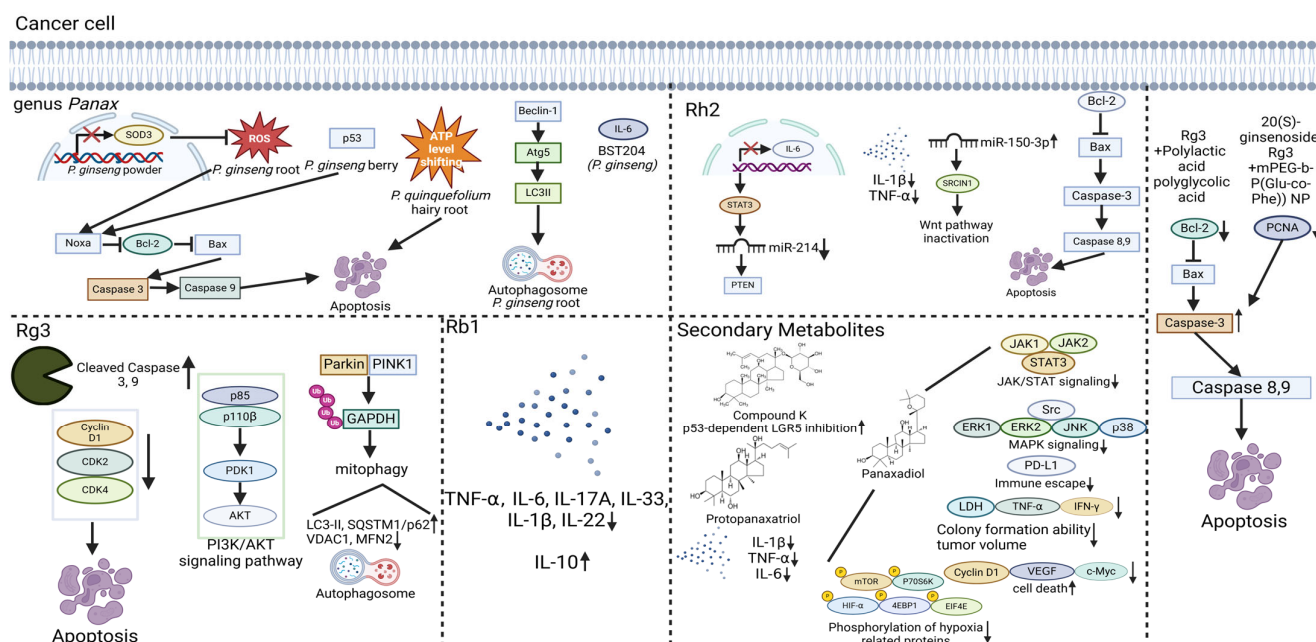 Cancer cell
genus Panax
SOD3
P. ginseng powder
ROS
P. ginseng root
p53
P. ginseng berry
ATP
level
shifting
P. quinquefolium
hairy root
Beclin-1
Atg5
LC3II
Autophagosome
P. ginseng root
IL-6
BST204
(P. ginseng)
Noxa
Bcl-2
Bax
Caspase 3
Caspase 9
Apoptosis
Rh2
IL-6
STAT3
miR-214
PTEN
IL-1β
TNF-α
miR-150-3p
SRCIN1
Wnt pathway
inactivation
Bcl-2
Bax
Caspase-3
Caspase 8,9
Apoptosis
Rg3
+Polylactic
acid
polyglycolic
acid
Bcl-2
Bax
Caspase-3
20(S)-
ginsenoside
Rg3
+mPEG-b-
P(Glu-co-
Phe)) NP
PCNA
Caspase 8,9
Apoptosis
Rg3
Cleaved Caspase
3, 9
Cyclin
D1
CDK2
CDK4
Apoptosis
p85
p110β
PDK1
AKT
PI3K/AKT
signaling pathway
Parkin
PINK1
Ub
Ub
Ub
Ub
GAPDH
mitophagy
LC3-II, SQSTM1/p62
VDAC1, MFN2
Autophagosome
Rb1
TNF-α, IL-6, IL-17A, IL-33,
IL-1β, IL-22
IL-10
Secondary Metabolites
Compound K
p53-dependent LGR5 inhibition
Protopanaxatriol
IL-1β
TNF-α
IL-6
Panaxadiol
JAK1
JAK2
STAT3
JAK/STAT signaling
Src
ERK1
ERK2
JNK
p38
MAPK signaling
PD-L1
Immune escape
LDH
TNF-α
IFN-γ
Colony formation ability
tumor volume
Cyclin D1
VEGF
c-Myc
cell death
P
mTOR
P
P70S6K
P
HIF-α
P
4EBP1
P
EIF4E
Phosphorylation of hypoxia
related proteins